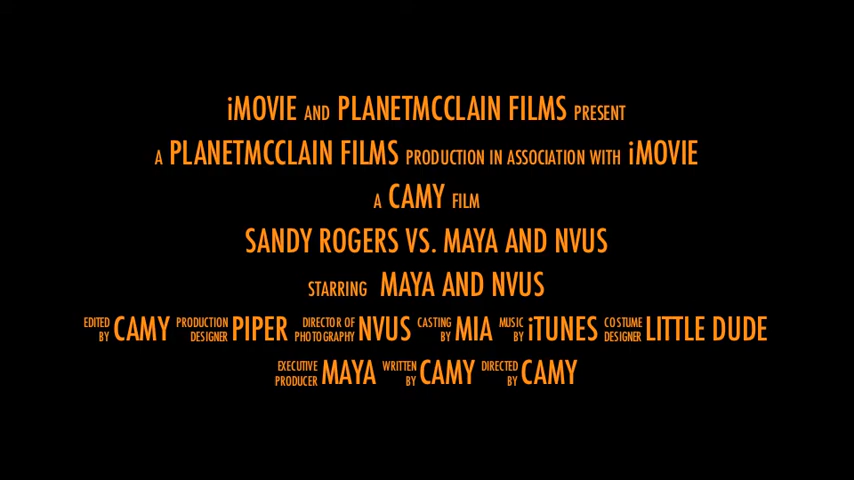 iMOVIE AND PLANETMCCLAIN FILMS PRESENT
A PLANETMCCLAIN FILMS PRODUCTION IN ASSOCIATION WITH iMOVIE
A CAMY FILM
SANDY ROGERS VS. MAYA AND NVUS
STARRING MAYA AND NVUS
EDITED BY CAMY PRODUCTION DESIGNER PIPER DIRECTOR OF PHOTOGRAPHY NVUS CASTING BY MIA MUSIC BY iTUNES COSTUME DESIGNER LITTLE DUDE
EXECUTIVE PRODUCER MAYA WRITTEN BY CAMY DIRECTED BY CAMY